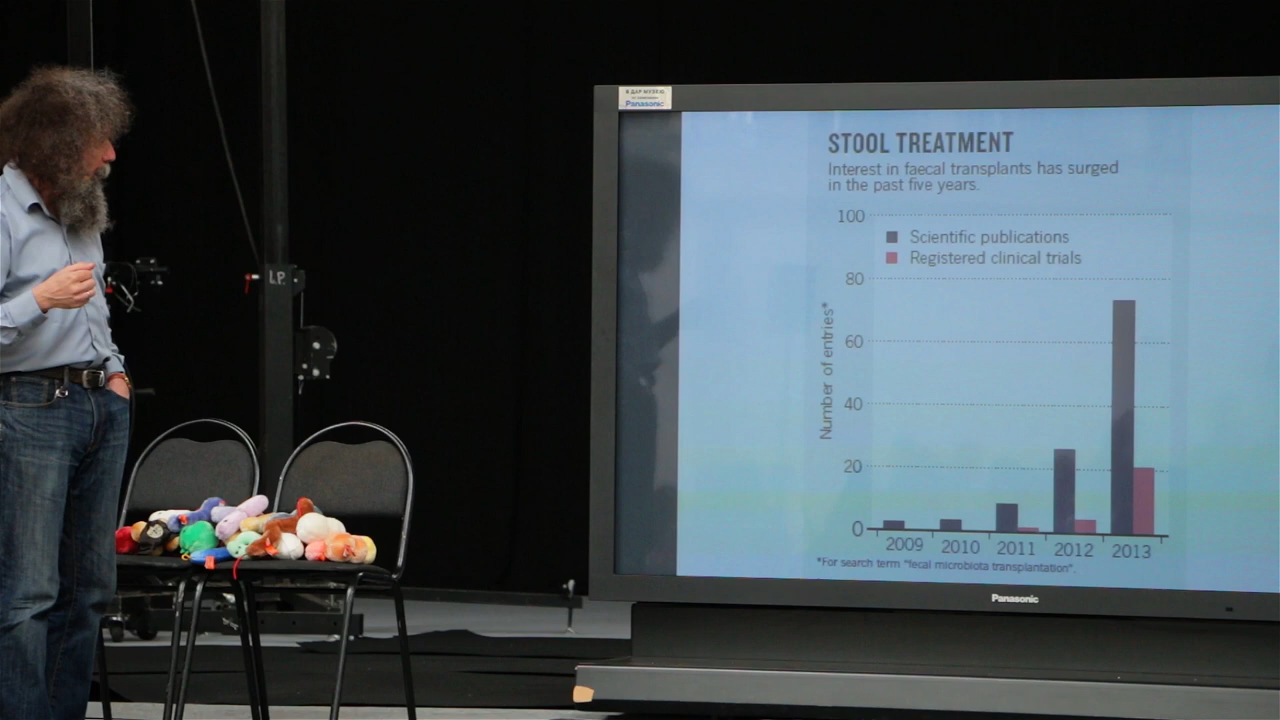 Я ДАР МУЗЕЮ
Panasonic
STOOL TREATMENT
Interest in faecal transplants has surged
in the past five years.
100
Scientific publications
Registered clinical trials
80
60
40
20
0
Number of entries*
2009 2010 2011 2012 2013
*For search term "fecal microbiota transplantation".
Panasonic
L.P.